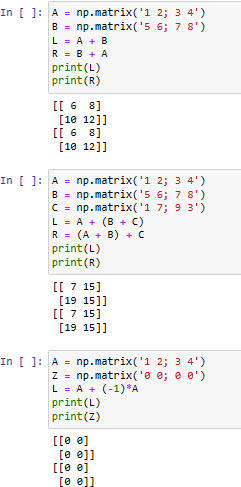 In [ ]: A = np.matrix('1 2; 3 4')
B = np.matrix('5 6; 7 8')
L = A + B
R = B + A
print(L)
print(R)
[[ 6  8]
 [10 12]]
[[ 6  8]
 [10 12]]
In [ ]: A = np.matrix('1 2; 3 4')
B = np.matrix('5 6; 7 8')
C = np.matrix('1 7; 9 3')
L = A + (B + C)
R = (A + B) + C
print(L)
print(R)
[[ 7 15]
 [19 15]]
[[ 7 15]
 [19 15]]
In [ ]: A = np.matrix('1 2; 3 4')
Z = np.matrix('0 0; 0 0')
L = A + (-1)*A
print(L)
print(Z)
[[0 0]
 [0 0]]
[[0 0]
 [0 0]]